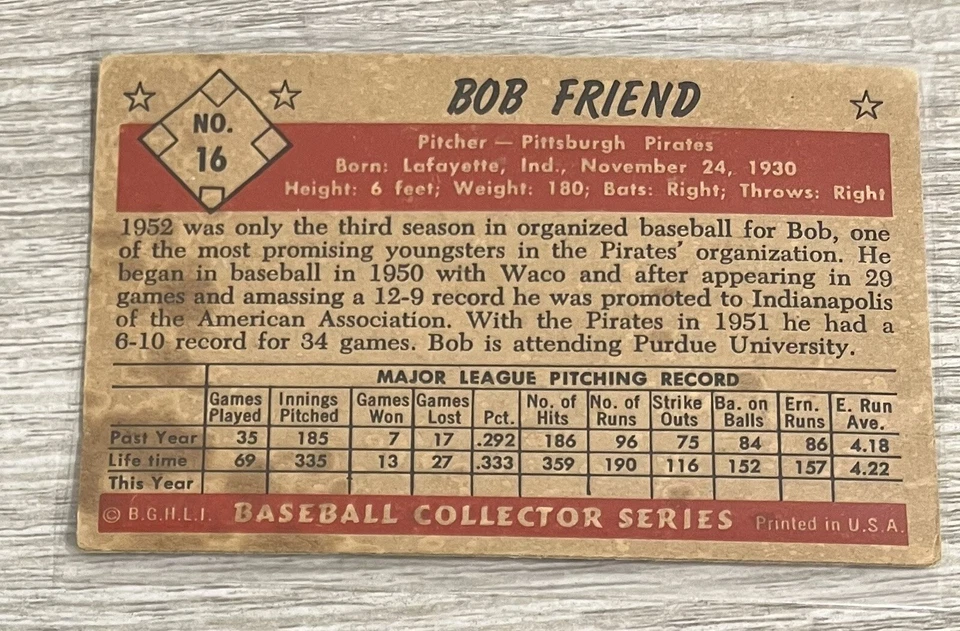 BOB FRIEND
NO.
16
Pitcher — Pittsburgh Pirates
Born: Lafayette, Ind., November 24, 1930
Height: 6 feet; Weight: 180; Bats: Right; Throws: Right
1952 was only the third season in organized baseball for Bob, one
of the most promising youngsters in the Pirates' organization. He
began in baseball in 1950 with Waco and after appearing in 29
games and amassing a 12-9 record he was promoted to Indianapolis
of the American Association. With the Pirates in 1951 he had a
6-10 record for 34 games. Bob is attending Purdue University.
MAJOR LEAGUE PITCHING RECORD
Games Innings Games Games No. of No. of Strike Ba. on Ern. E. Run
Played Pitched Won Lost Pct. Hits Runs Outs Balls Runs Ave.
Past Year 35 185 7 17 .292 186 96 75 84 86 4.18
Life time 69 335 13 27 .333 359 190 116 152 157 4.22
This Year
© B.G.H.L.I. BASEBALL COLLECTOR SERIES Printed in U.S.A.